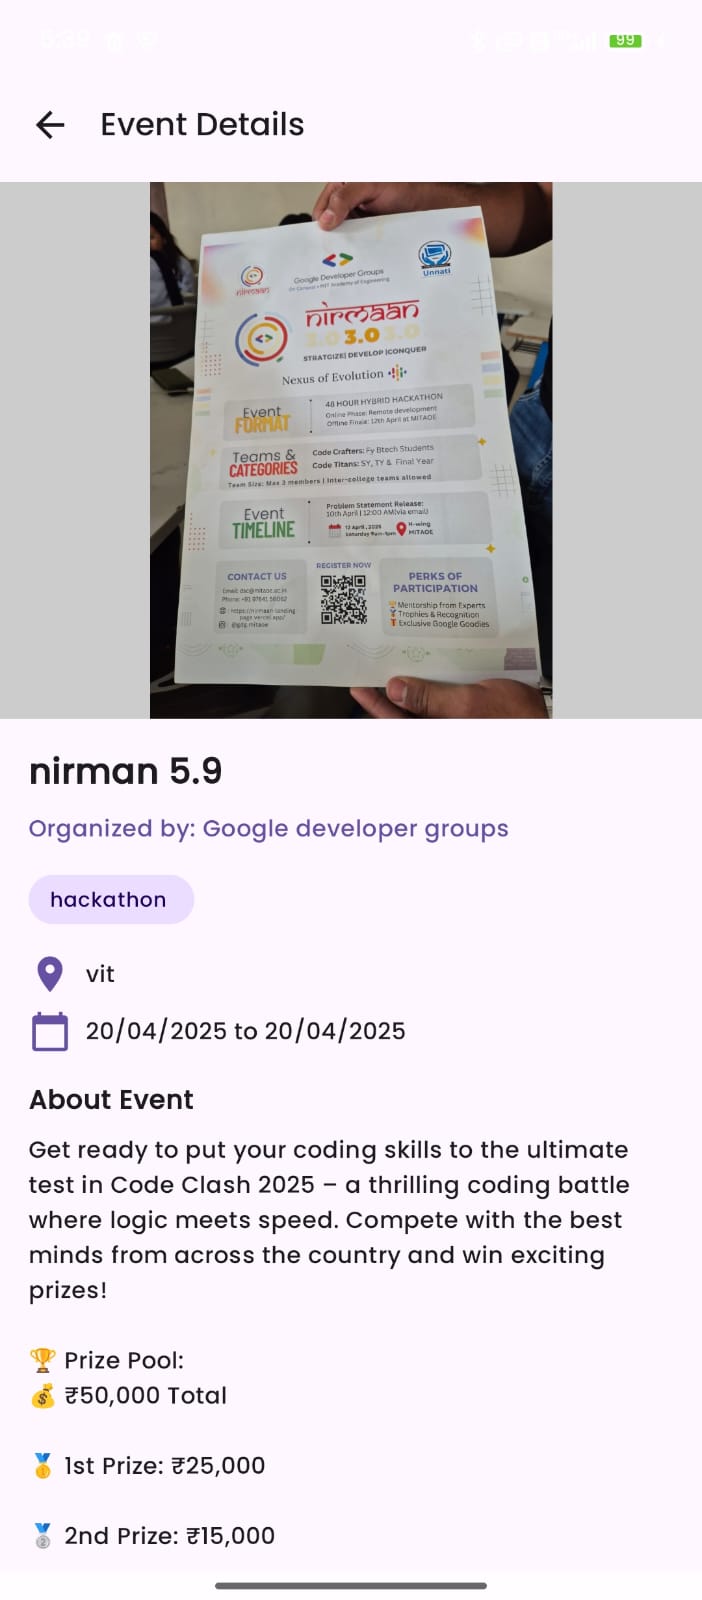 5:39
99
Event Details
nirmaan
Google Developer Groups
On Campus • MIT Academy of Engineering
Unnati
nirmaan
3.0 3.0 3.0
STRATGIZE| DEVELOP |CONQUER
Nexus of Evolution
Event
FORMAT
48 HOUR HYBRID HACKATHON
Online Phase: Remote development
Offline Finale: 12th April at MITAOE
Teams &
CATEGORIES
Code Crafters: Fy Btech Students
Code Titans: SY, TY & Final Year
Team Size: Max 3 members | Inter-college teams allowed
Event
TIMELINE
Problem Statement Release:
10th April | 12:00 AM(via email)
12 April, 2025
Saturday 9am-5pm
H-wing
MITAOE
CONTACT US
REGISTER NOW
PERKS OF
PARTICIPATION
Email: dsc@mitaoe.ac.in
https://nirmaan-landing
page.vercel.app/
@gdg.mitaoe
Mentorship from Experts
Trophies & Recognition
Exclusive Google Goodies
nirman 5.9
Organized by: Google developer groups
hackathon
vit
20/04/2025 to 20/04/2025
About Event
Get ready to put your coding skills to the ultimate
test in Code Clash 2025 – a thrilling coding battle
where logic meets speed. Compete with the best
minds from across the country and win exciting
prizes!
🏆 Prize Pool:
💰 ₹50,000 Total
🥇 1st Prize: ₹25,000
🥈 2nd Prize: ₹15,000